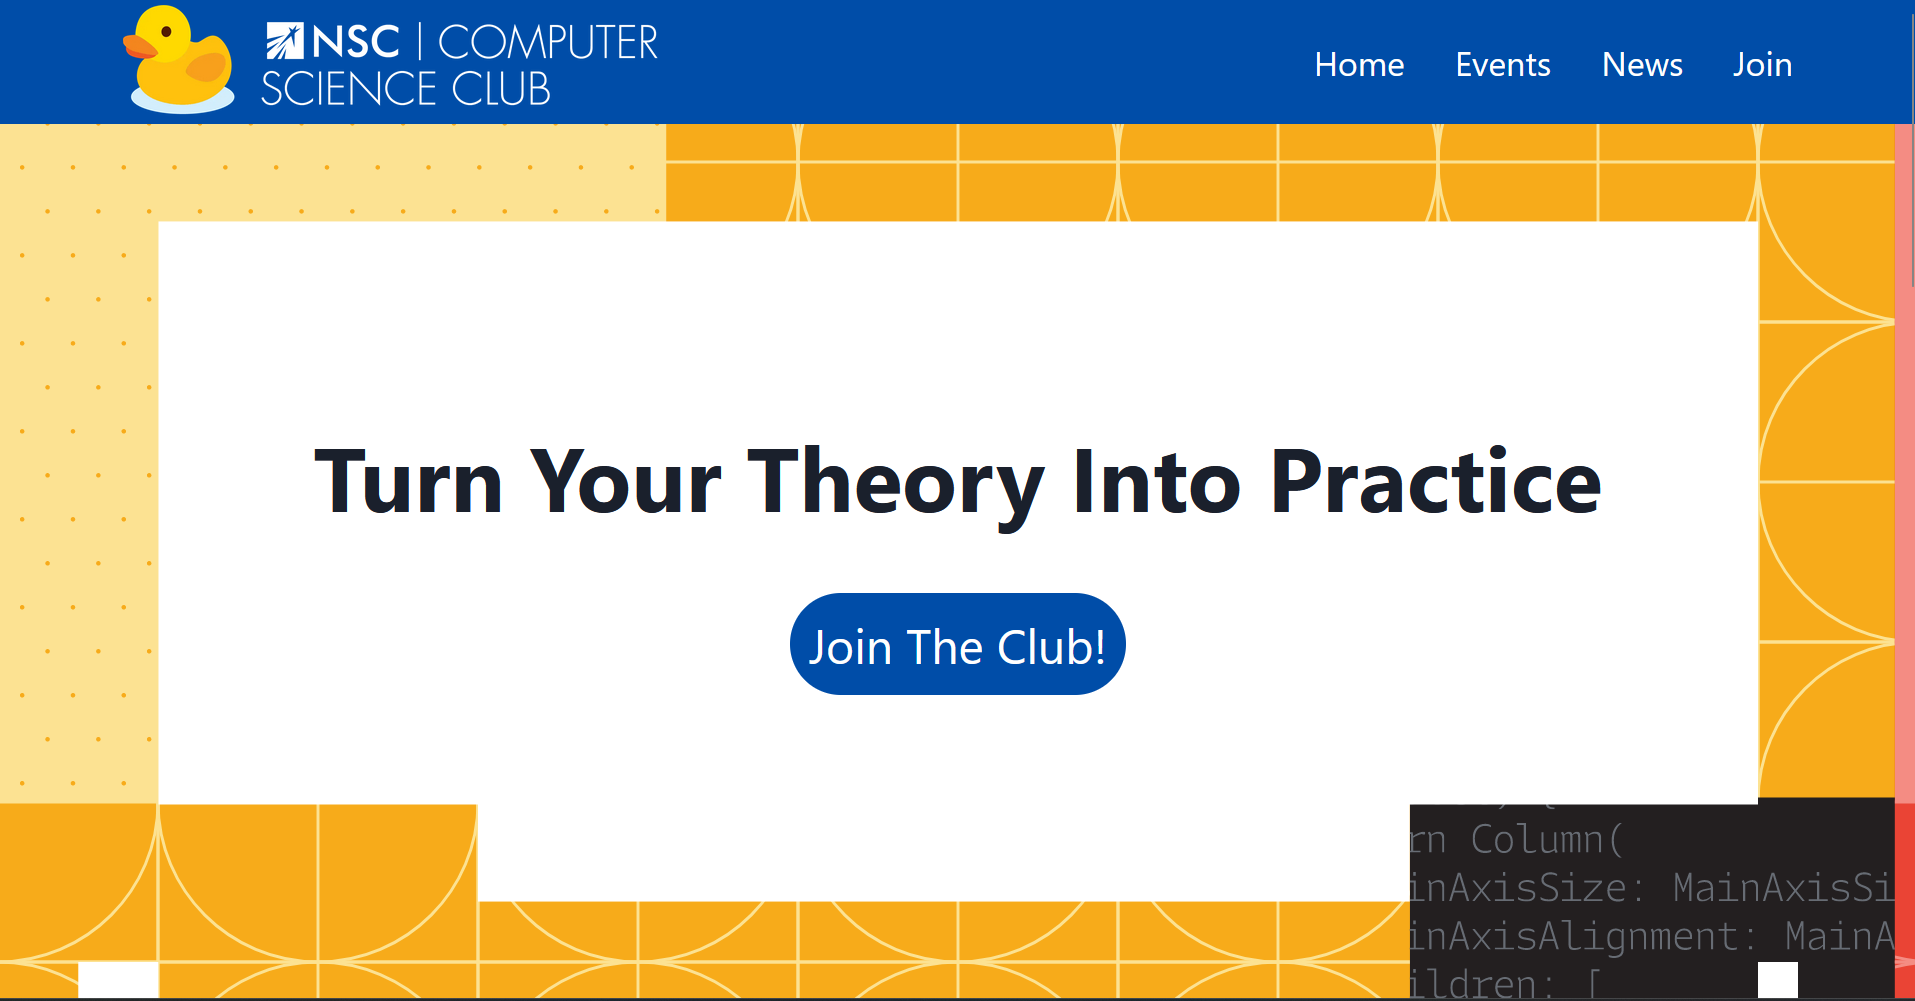 NSC | COMPUTER
SCIENCE CLUB
Home Events News Join
Turn Your Theory Into Practice
Join The Club!
rn Column(
inAxisSize: MainAxisSi
inAxisAlignment: MainA
ildren: [